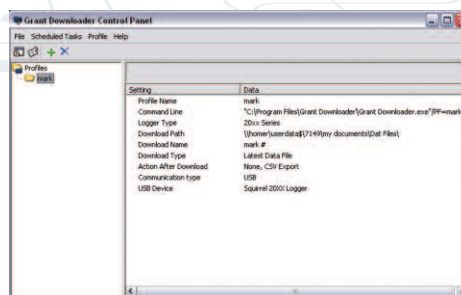 Grant Downloader Control Panel
File Scheduled Tasks Profile Help
Profiles
mark
Setting Data
Profile Name mark
Command Line "C:\Program Files\Grant Downloader\Grant Downloader.exe"/PF=mark
Logger Type 20xx Series
Download Path \\homer\userdata$\7149\my documents\Dat Files\
Download Name mark #
Download Type Latest Data File
Action After Download None, CSV Export
Communication type USB
USB Device Squirrel 20XX Logger